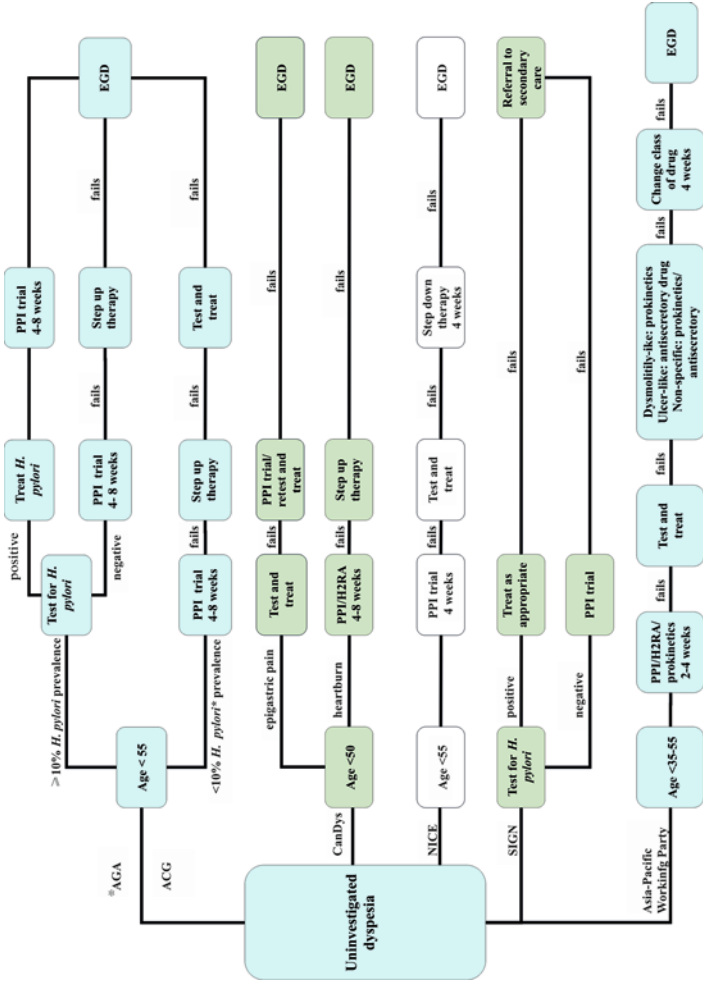 Uninvestigated
dyspesia
*AGA
ACG
Age < 55
>10% H. pylori prevalence
Test for H.
pylori
positive
Treat H.
pylori
PPI trial
4-8 weeks
negative
PPI trial
4- 8 weeks
fails
Step up
therapy
fails
EGD
<10% H. pylori* prevalence
PPI trial
4-8 weeks
fails
Step up
therapy
fails
Test and
treat
fails
CanDys
Age <50
epigastric pain
Test and
treat
fails
PPI trial/
retest and
treat
fails
EGD
heartburn
PPI/H2RA
4-8 weeks
fails
Step up
therapy
fails
EGD
NICE
Age <55
PPI trial
4 weeks
fails
Test and
treat
fails
Step down
therapy
4 weeks
fails
EGD
SIGN
Test for H.
pylori
positive
Treat as
appropriate
fails
Referral to
secondary
care
negative
PPI trial
fails
Asia-Pacific
Workinfg Party
Age <35-55
PPI/H2RA/
prokinetics
2-4 weeks
fails
Test and
treat
fails
Dysmolitily-ike: prokinetics
Ulcer-like: antisecretory drug
Non-specific: prokinetics/
antisecretory
fails
Change class
of drug
4 weeks
fails
EGD